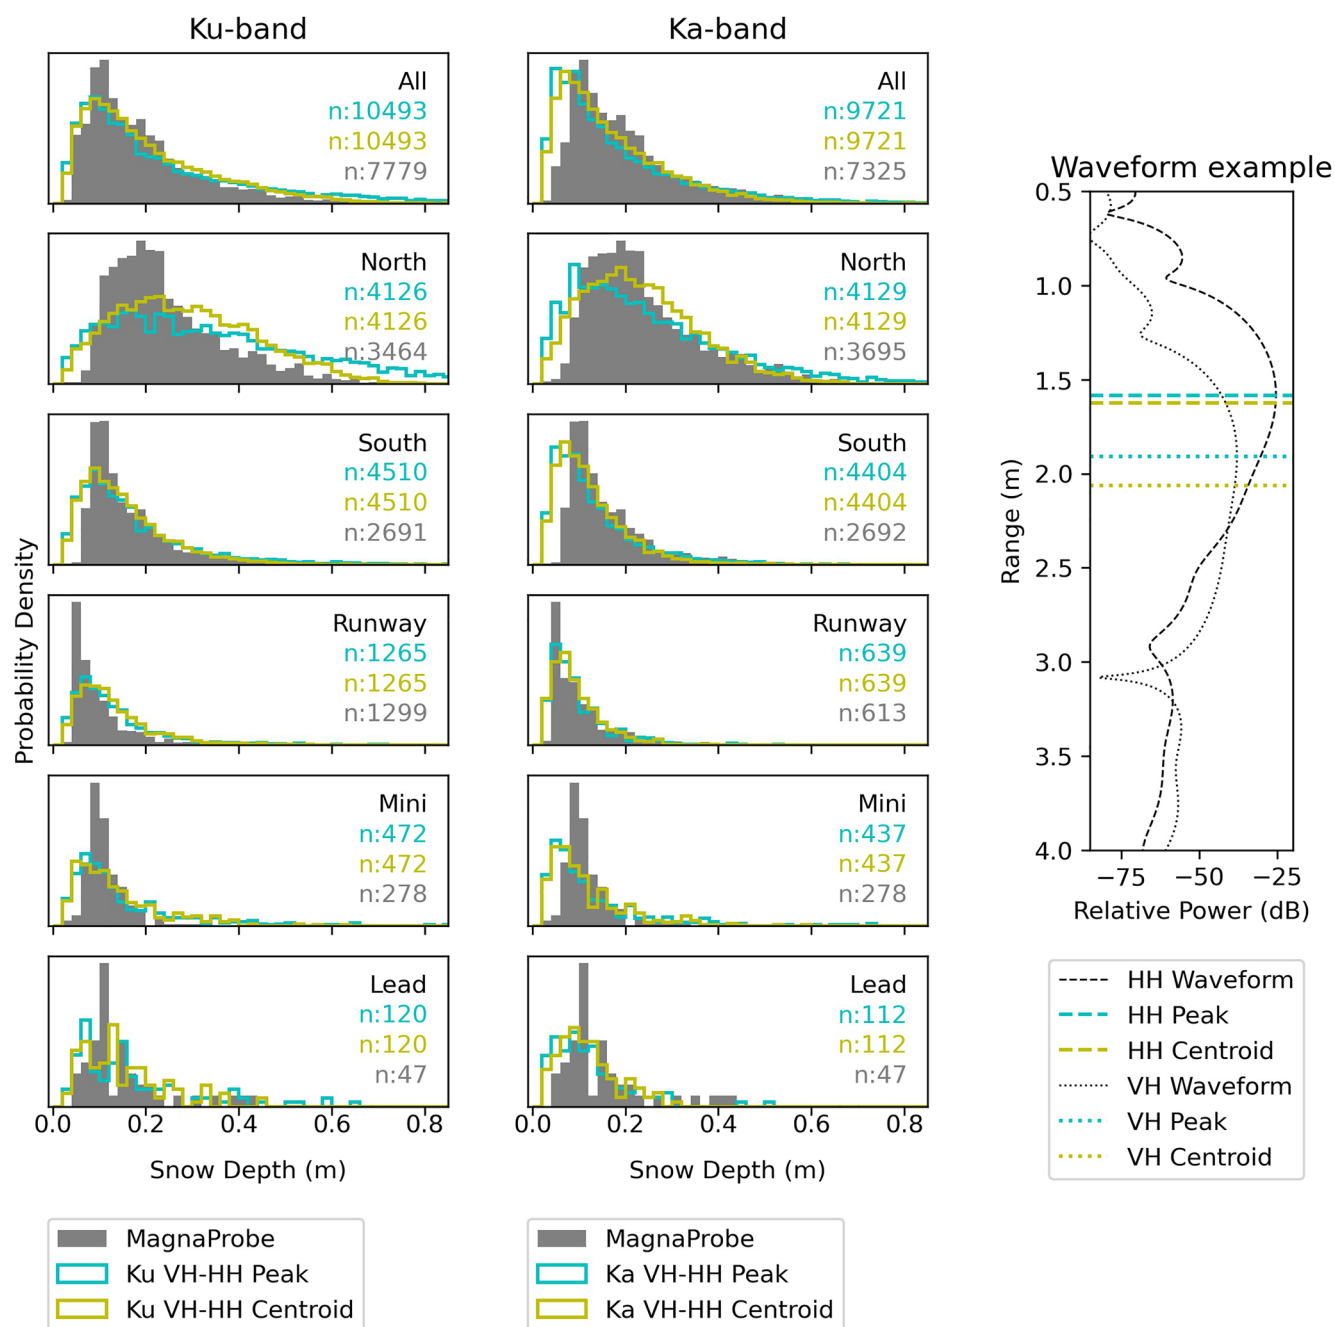 Ku-band
Ka-band
All
n:10493
n:10493
n:7779
All
n:9721
n:9721
n:7325
North
n:4126
n:4126
n:3464
North
n:4129
n:4129
n:3695
South
n:4510
n:4510
n:2691
South
n:4404
n:4404
n:2692
Runway
n:1265
n:1265
n:1299
Runway
n:639
n:639
n:613
Mini
n:472
n:472
n:278
Mini
n:437
n:437
n:278
Lead
n:120
n:120
n:47
Lead
n:112
n:112
n:47
Probability Density
0.0 0.2 0.4 0.6 0.8
Snow Depth (m)
0.0 0.2 0.4 0.6 0.8
Snow Depth (m)
MagnaProbe
Ku VH-HH Peak
Ku VH-HH Centroid
MagnaProbe
Ka VH-HH Peak
Ka VH-HH Centroid
Waveform example
0.5
1.0
1.5
2.0
2.5
3.0
3.5
4.0
Range (m)
−75 −50 −25
Relative Power (dB)
HH Waveform
HH Peak
HH Centroid
VH Waveform
VH Peak
VH Centroid